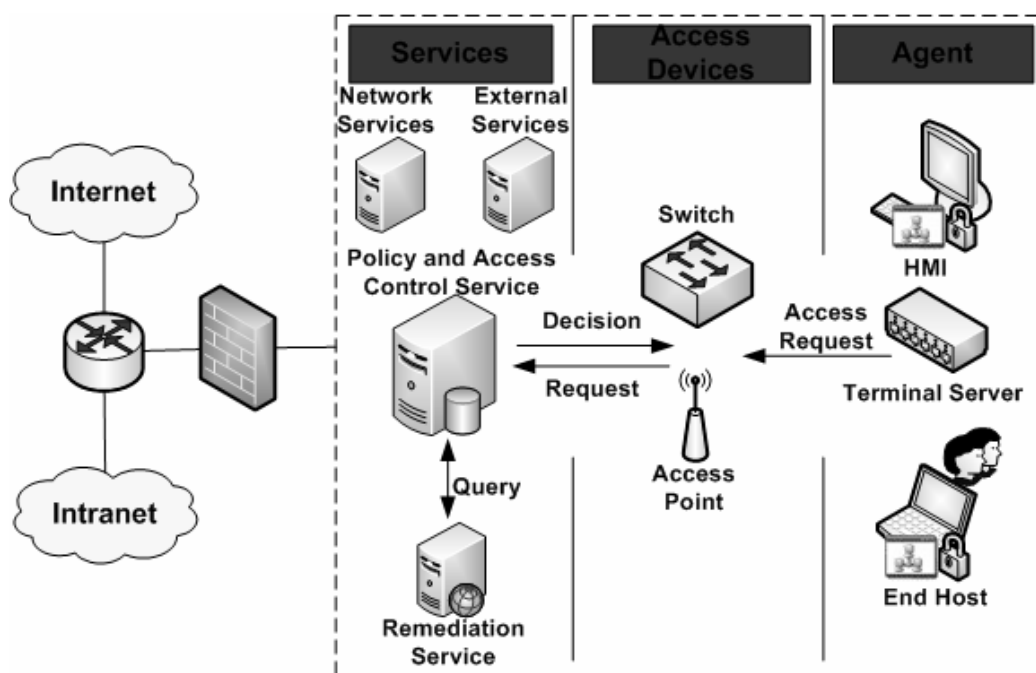 Services
Access
Devices
Agent
Network
Services
External
Services
Internet
Switch
Policy and Access
Control Service
HMI
Decision
Access
Request
Request
Terminal Server
Access
Point
Query
Intranet
End Host
Remediation
Service